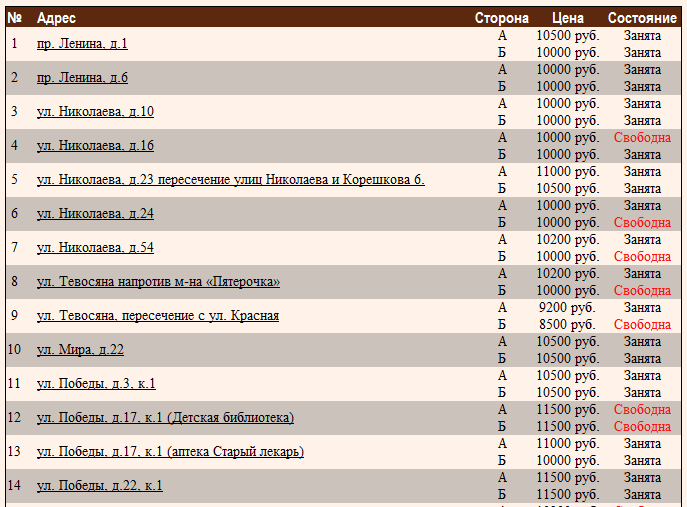 № Адрес Сторона Цена Состояние
1 пр. Ленина, д.1 А 10500 руб. Занята
Б 10000 руб. Занята
2 пр. Ленина, д.6 А 10000 руб. Занята
Б 10000 руб. Занята
3 ул. Николаева, д.10 А 10000 руб. Занята
Б 10000 руб. Занята
4 ул. Николаева, д.16 А 10000 руб. Свободна
Б 10000 руб. Занята
5 ул. Николаева, д.23 пересечение улиц Николаева и Корешкова 6. А 11000 руб. Занята
Б 10500 руб. Занята
6 ул. Николаева, д.24 А 10000 руб. Занята
Б 10000 руб. Свободна
7 ул. Николаева, д.54 А 10200 руб. Занята
Б 10000 руб. Свободна
8 ул. Тевосяна напротив м-на «Пятерочка» А 10200 руб. Занята
Б 10000 руб. Свободна
9 ул. Тевосяна, пересечение с ул. Красная А 9200 руб. Занята
Б 8500 руб. Свободна
10 ул. Мира, д.22 А 10500 руб. Занята
Б 10500 руб. Занята
11 ул. Победы, д.3, к.1 А 10500 руб. Занята
Б 10500 руб. Занята
12 ул. Победы, д.17, к.1 (Детская библиотека) А 11500 руб. Свободна
Б 11500 руб. Свободна
13 ул. Победы, д.17, к.1 (аптека Старый лекарь) А 11000 руб. Занята
Б 10000 руб. Занята
14 ул. Победы, д.22, к.1 А 11500 руб. Занята
Б 11500 руб. Занята